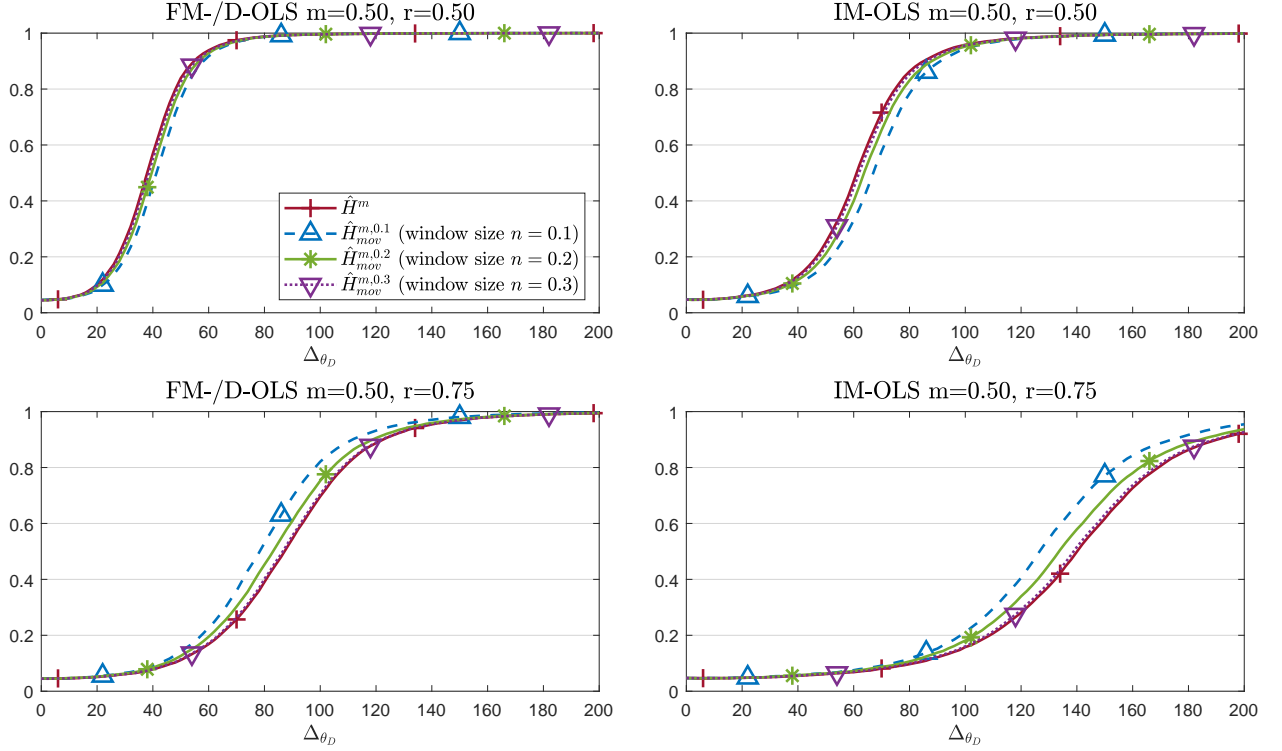 FM-/D-OLS m=0.50, r=0.50
1
0.8
0.6
0.4
0.2
0
0 20 40 60 80 100 120 140 160 180 200
Δ_{θ_D}
Ĥ^m
Ĥ_{mov}^{m,0.1} (window size n = 0.1)
Ĥ_{mov}^{m,0.2} (window size n = 0.2)
Ĥ_{mov}^{m,0.3} (window size n = 0.3)
IM-OLS m=0.50, r=0.50
1
0.8
0.6
0.4
0.2
0
0 20 40 60 80 100 120 140 160 180 200
Δ_{θ_D}
FM-/D-OLS m=0.50, r=0.75
1
0.8
0.6
0.4
0.2
0
0 20 40 60 80 100 120 140 160 180 200
Δ_{θ_D}
IM-OLS m=0.50, r=0.75
1
0.8
0.6
0.4
0.2
0
0 20 40 60 80 100 120 140 160 180 200
Δ_{θ_D}